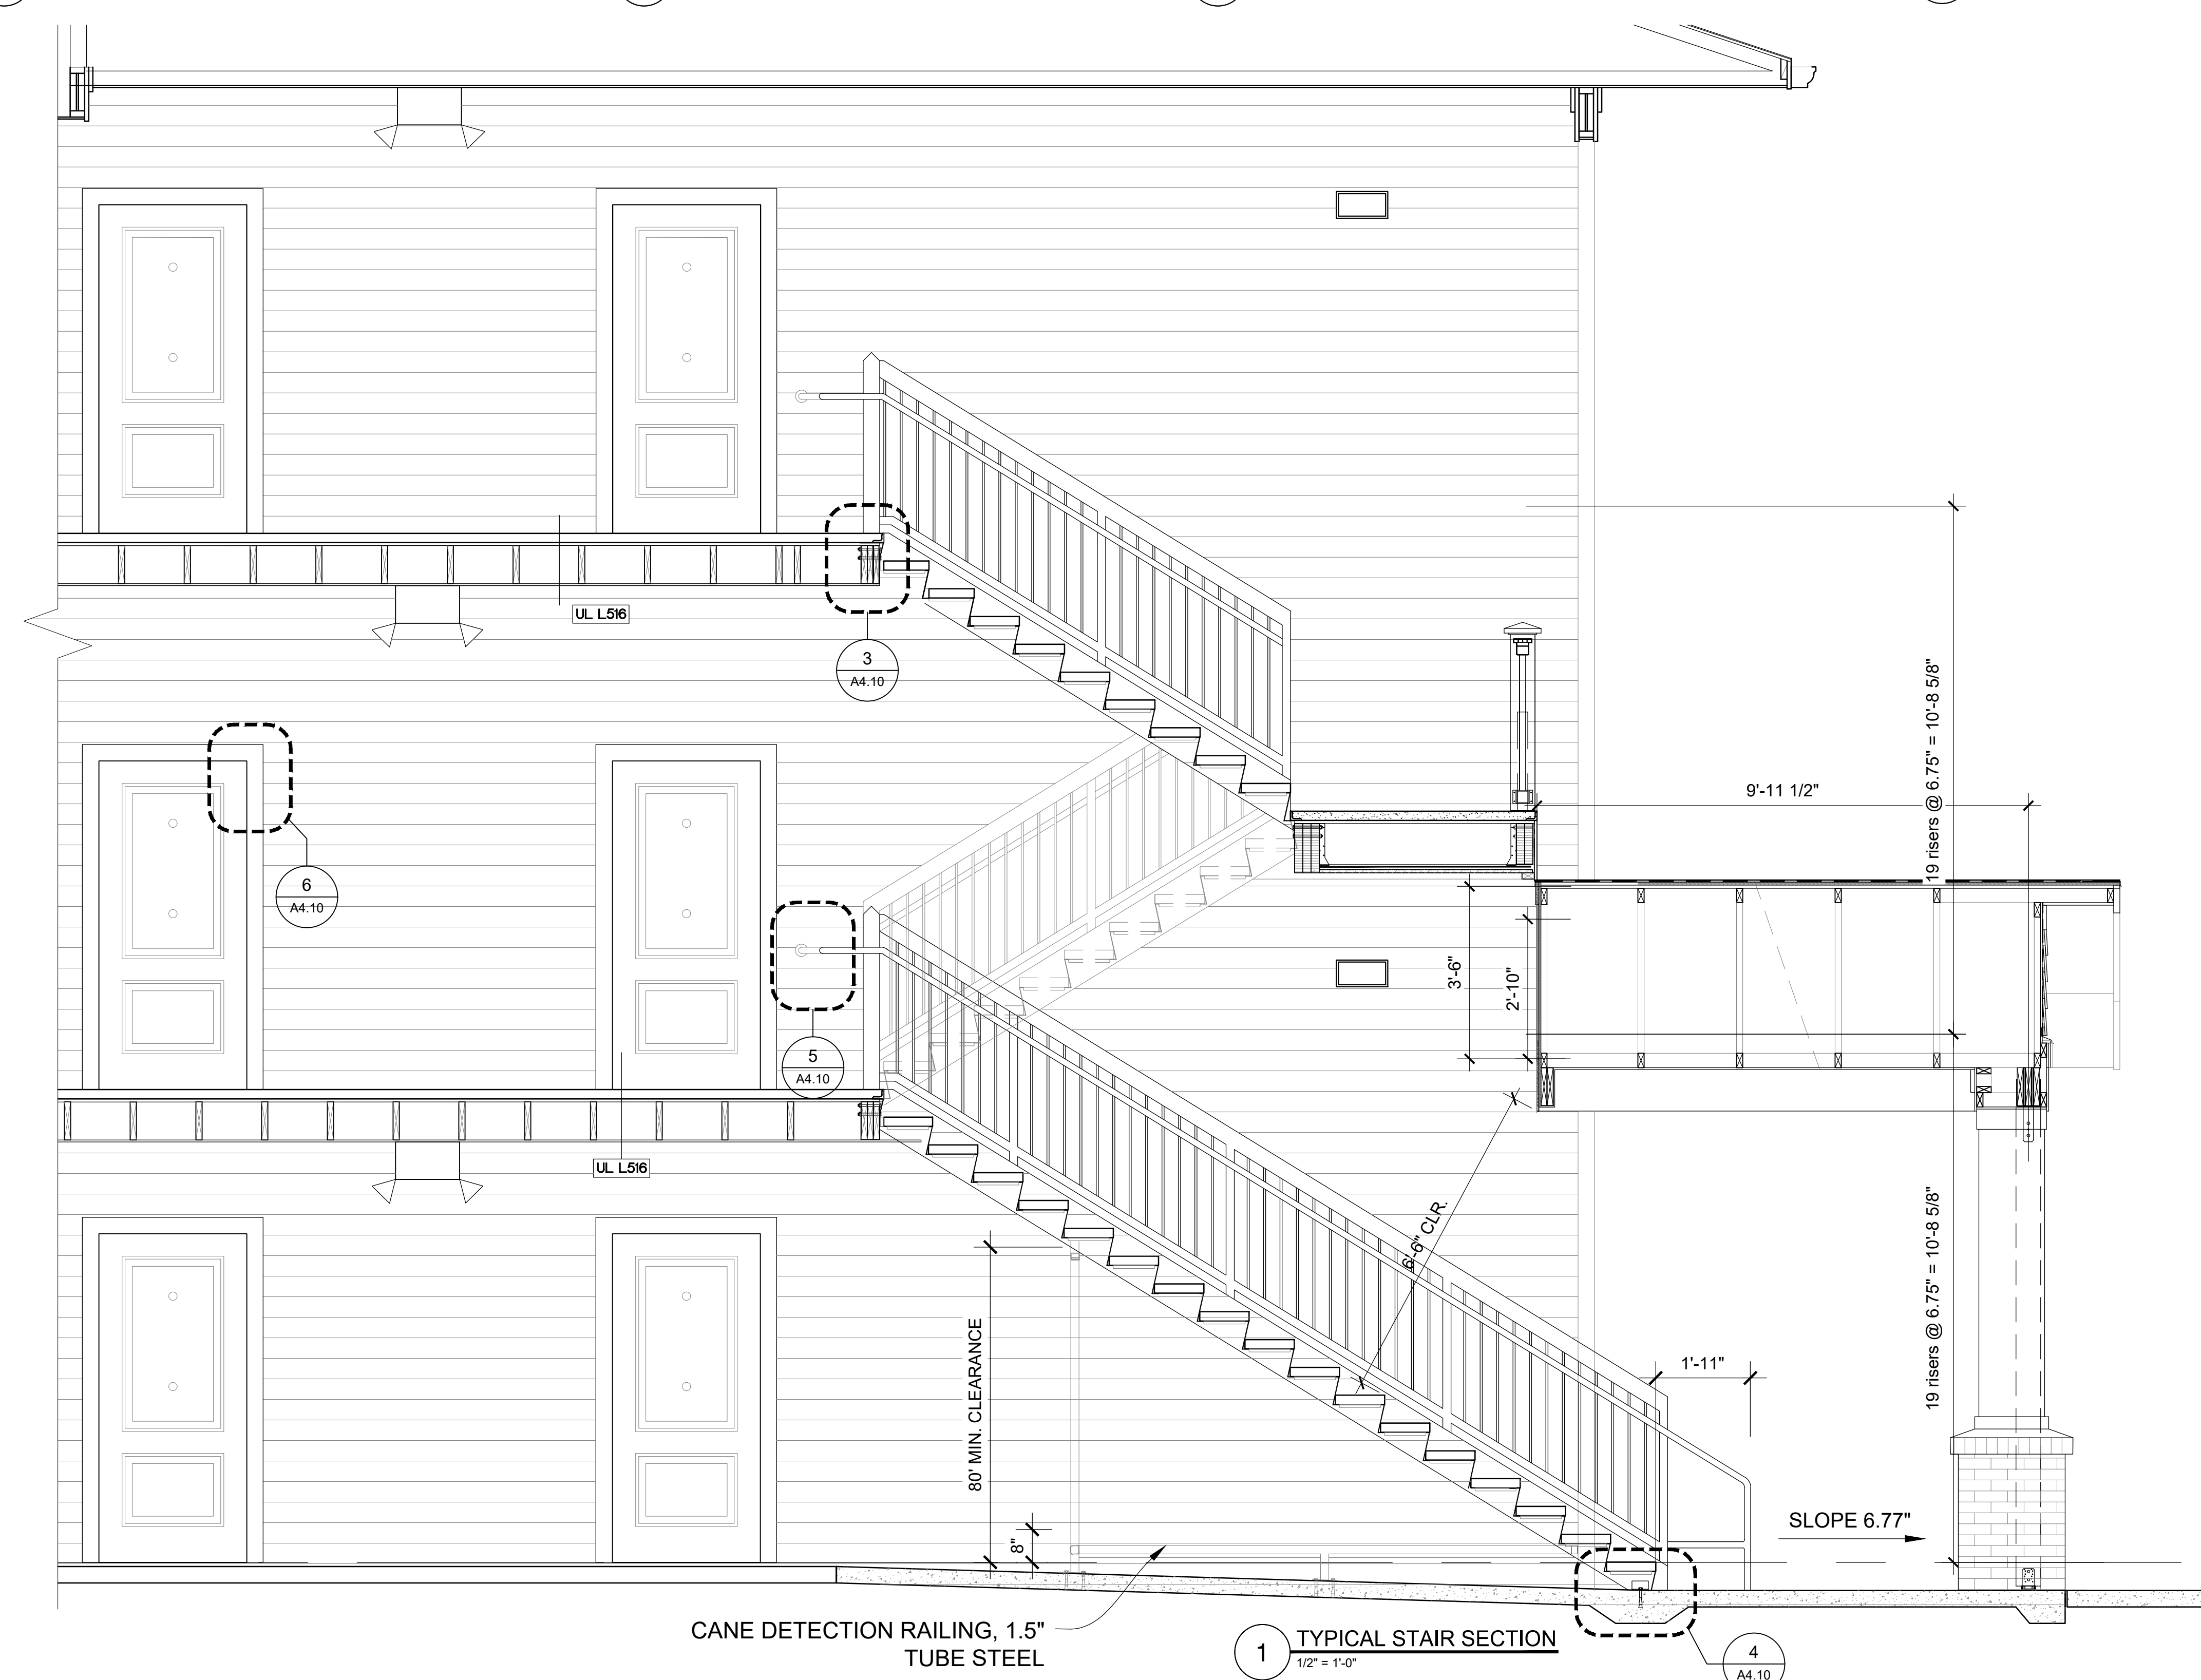 UL L516
3
A4.10
19 risers @ 6.75" = 10'-8 5/8"
9'-11 1/2"
6
A4.10
3'-6"
2'-10"
5
A4.10
UL L516
6'-6" CLR.
19 risers @ 6.75" = 10'-8 5/8"
80' MIN. CLEARANCE
1'-11"
8"
SLOPE 6.77"
CANE DETECTION RAILING, 1.5"
TUBE STEEL
1
TYPICAL STAIR SECTION
1/2" = 1'-0"
4
A4.10